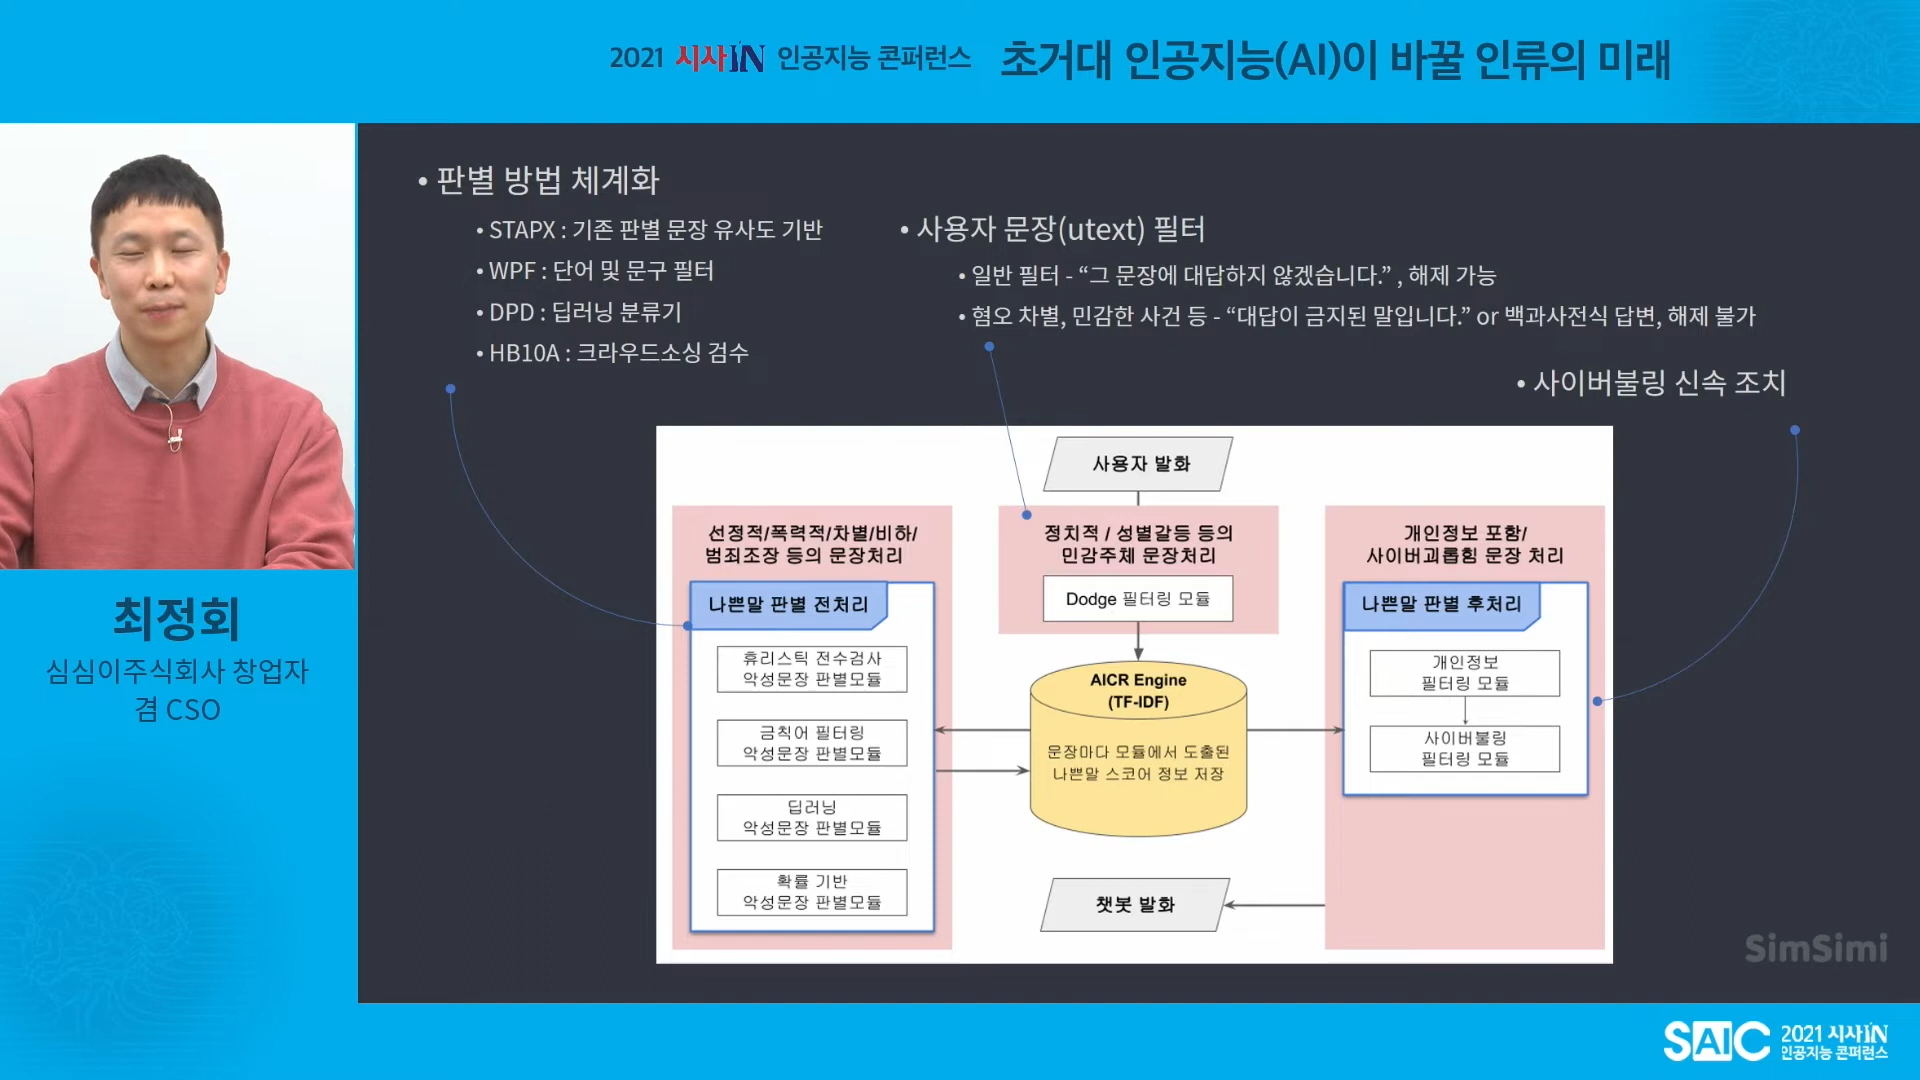 2021 시사IN 인공지능 콘퍼런스 초거대 인공지능(AI)이 바꿀 인류의 미래
• 판별 방법 체계화
• STAPX : 기존 판별 문장 유사도 기반
• WPF : 단어 및 문구 필터
• DPD : 딥러닝 분류기
• HB10A : 크라우드소싱 검수
• 사용자 문장(utext) 필터
• 일반 필터 - “그 문장에 대답하지 않겠습니다.” , 해제 가능
• 혐오 차별, 민감한 사건 등 - “대답이 금지된 말입니다.” or 백과사전식 답변, 해제 불가
• 사이버불링 신속 조치
사용자 발화
선정적/폭력적/차별/비하/
범죄조장 등의 문장처리
나쁜말 판별 전처리
휴리스틱 전수검사
악성문장 판별모듈
금칙어 필터링
악성문장 판별모듈
딥러닝
악성문장 판별모듈
확률 기반
악성문장 판별모듈
정치적 / 성별갈등 등의
민감주체 문장처리
Dodge 필터링 모듈
AICR Engine
(TF-IDF)
문장마다 모듈에서 도출된
나쁜말 스코어 정보 저장
챗봇 발화
개인정보 포함/
사이버괴롭힘 문장 처리
나쁜말 판별 후처리
개인정보
필터링 모듈
사이버불링
필터링 모듈
최정회
심심이주식회사 창업자
겸 CSO
SimSimi
SAIC 2021 시사IN
인공지능 콘퍼런스